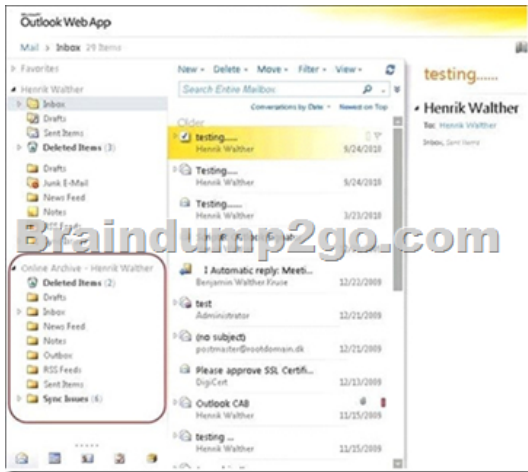 Microsoft
Outlook Web App
Mail > Inbox 29 Items
Favorites
Henrik Walther
Inbox
Drafts
Sent Items
Deleted Items (3)
Drafts
Junk E-Mail
News Feed
Notes
RSS Feeds
Online Archive - Henrik Walther
Deleted Items (2)
Drafts
Inbox
News Feed
Notes
Outbox
RSS Feeds
Sent Items
Sync Issues (6)
New Delete Move Filter View
Search Entire Mailbox
Conversations by Date Newest on Top
Older
testing......
Henrik Walther 9/24/2010
Testing.....
Henrik Walther 9/24/2010
Testing......
Henrik Walther 3/23/2010
Braindump2go.com
Automatic reply: Meeti...
Benjamin Walther Kruse 12/22/2009
test
Administrator 12/21/2009
(no subject)
postmaster@rootdomain.dk 12/21/2009
Please approve SSL Certifi...
DigiCert 12/13/2009
Outlook CAB
Henrik Walther 11/15/2009
testing ...
Henrik Walther 11/15/2009
testing......
Henrik Walther
To: Henrik Walther
Inbox, Sent Items